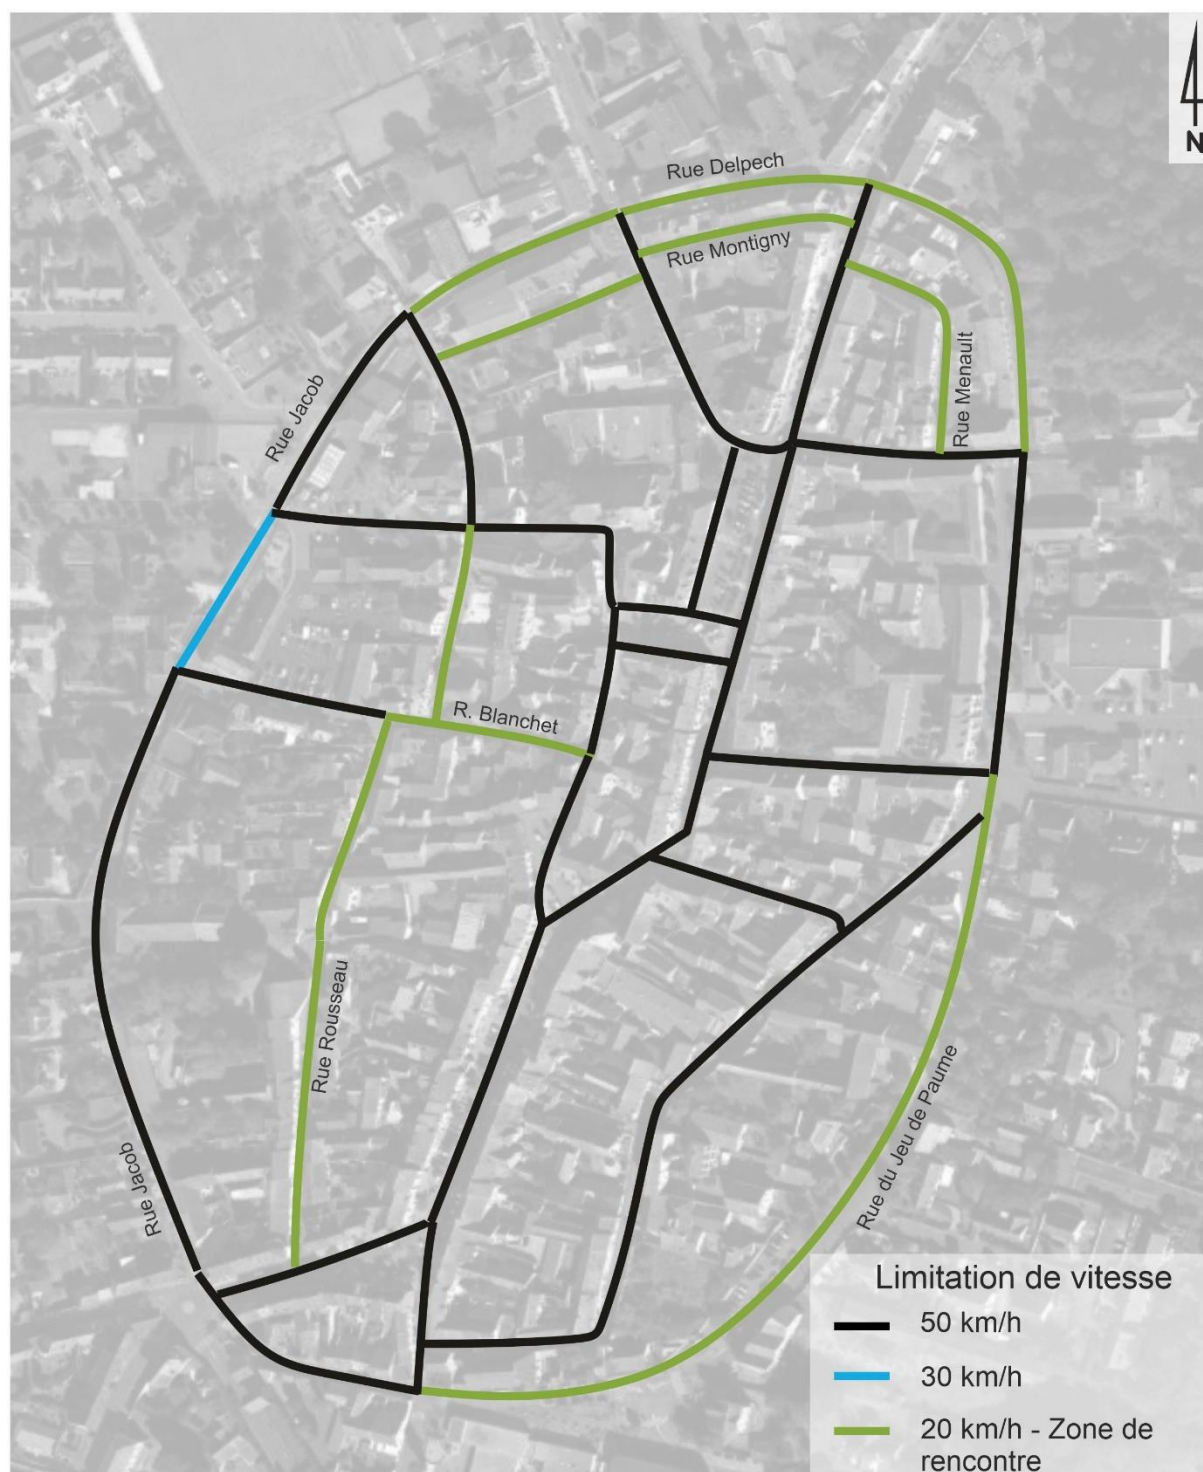 N
Rue Delpech
Rue Montigny
Rue Jacob
Rue Menault
R. Blanchet
Rue Rousseau
Rue du Jeu de Paume
Rue Jacob
Limitation de vitesse
50 km/h
30 km/h
20 km/h - Zone de
rencontre